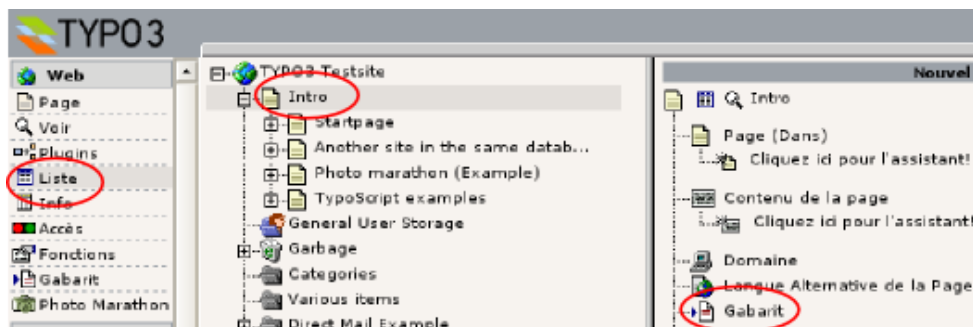 TYPO3
Web
Page
Voir
Plugins
Liste
Info
Accès
Fonctions
Gabarit
Photo Marathon
TYPO3 Testsite
Intro
Startpage
Another site in the same datab...
Photo marathon (Example)
TypoScript examples
General User Storage
Garbage
Categories
Various items
Direct Mail Example
Nouvel
Intro
Page (Dans)
Cliquez ici pour l'assistant!
Contenu de la page
Cliquez ici pour l'assistant!
Domaine
Langue Alternative de la Page
Gabarit